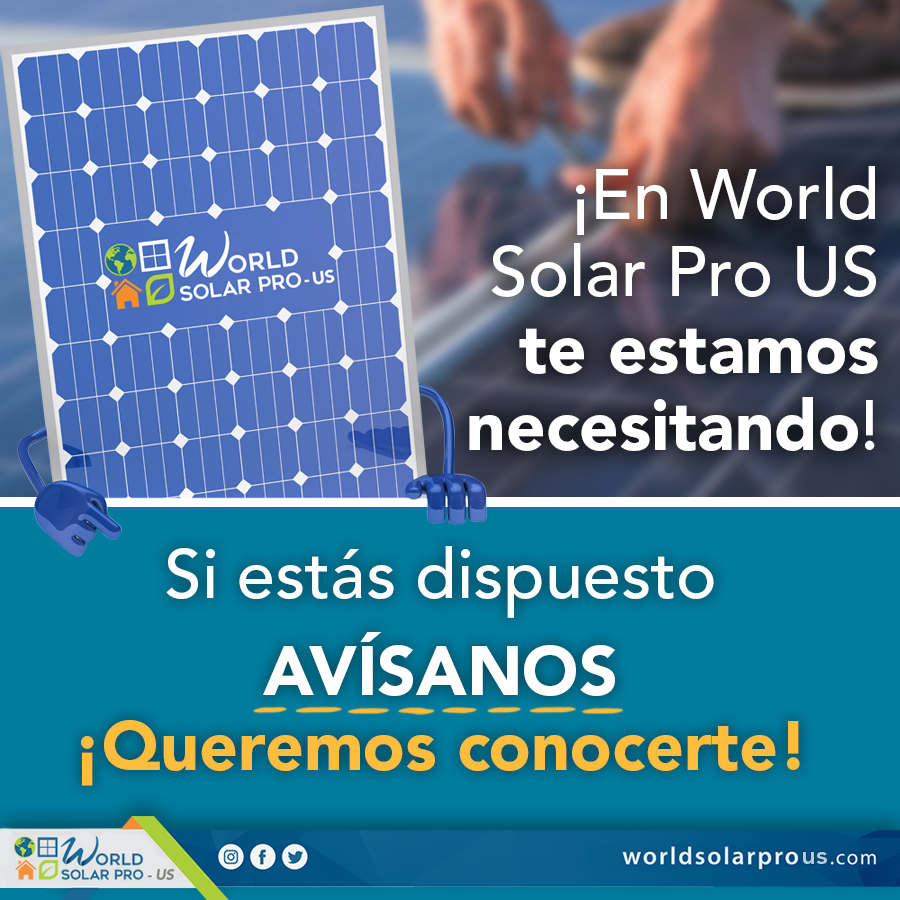 WORLD
SOLAR PRO - US
¡En World
Solar Pro US
te estamos
necesitando!
Si estás dispuesto
AVÍSANOS
¡Queremos conocerte!
WORLD
SOLAR PRO - US
worldsolarprous.com